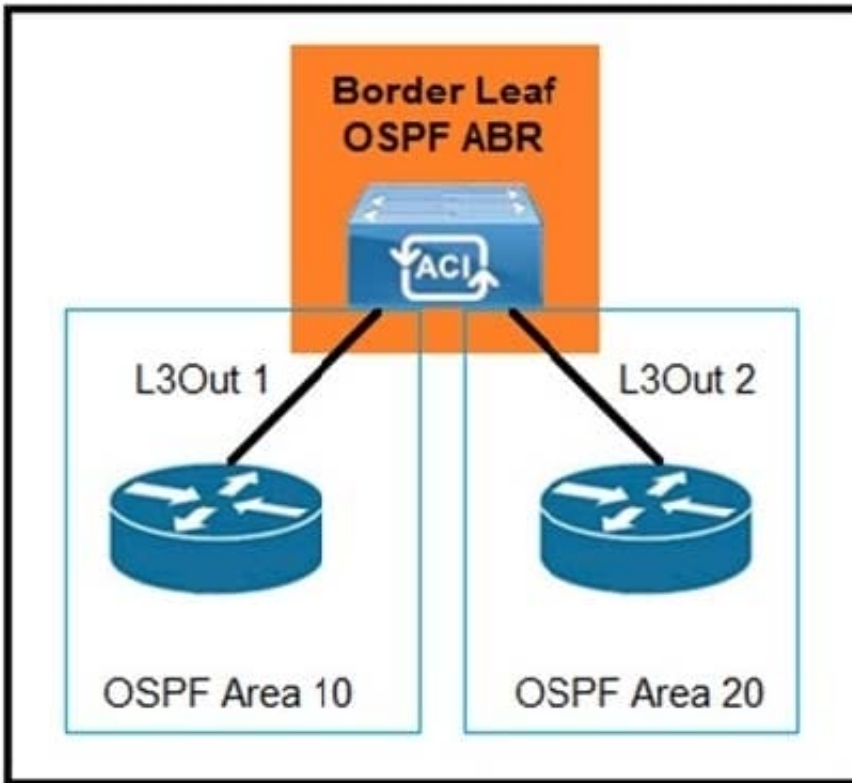 Border Leaf
OSPF ABR
ACI
L3Out 1
L3Out 2
OSPF Area 10
OSPF Area 20